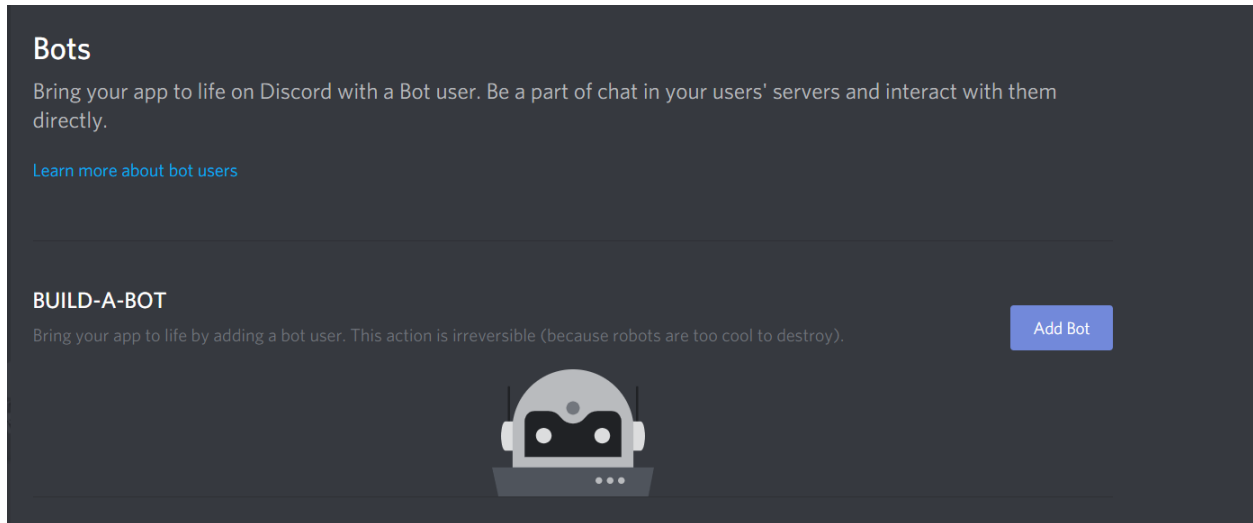 Bots
Bring your app to life on Discord with a Bot user. Be a part of chat in your users' servers and interact with them
directly.
Learn more about bot users
BUILD-A-BOT
Bring your app to life by adding a bot user. This action is irreversible (because robots are too cool to destroy).
Add Bot